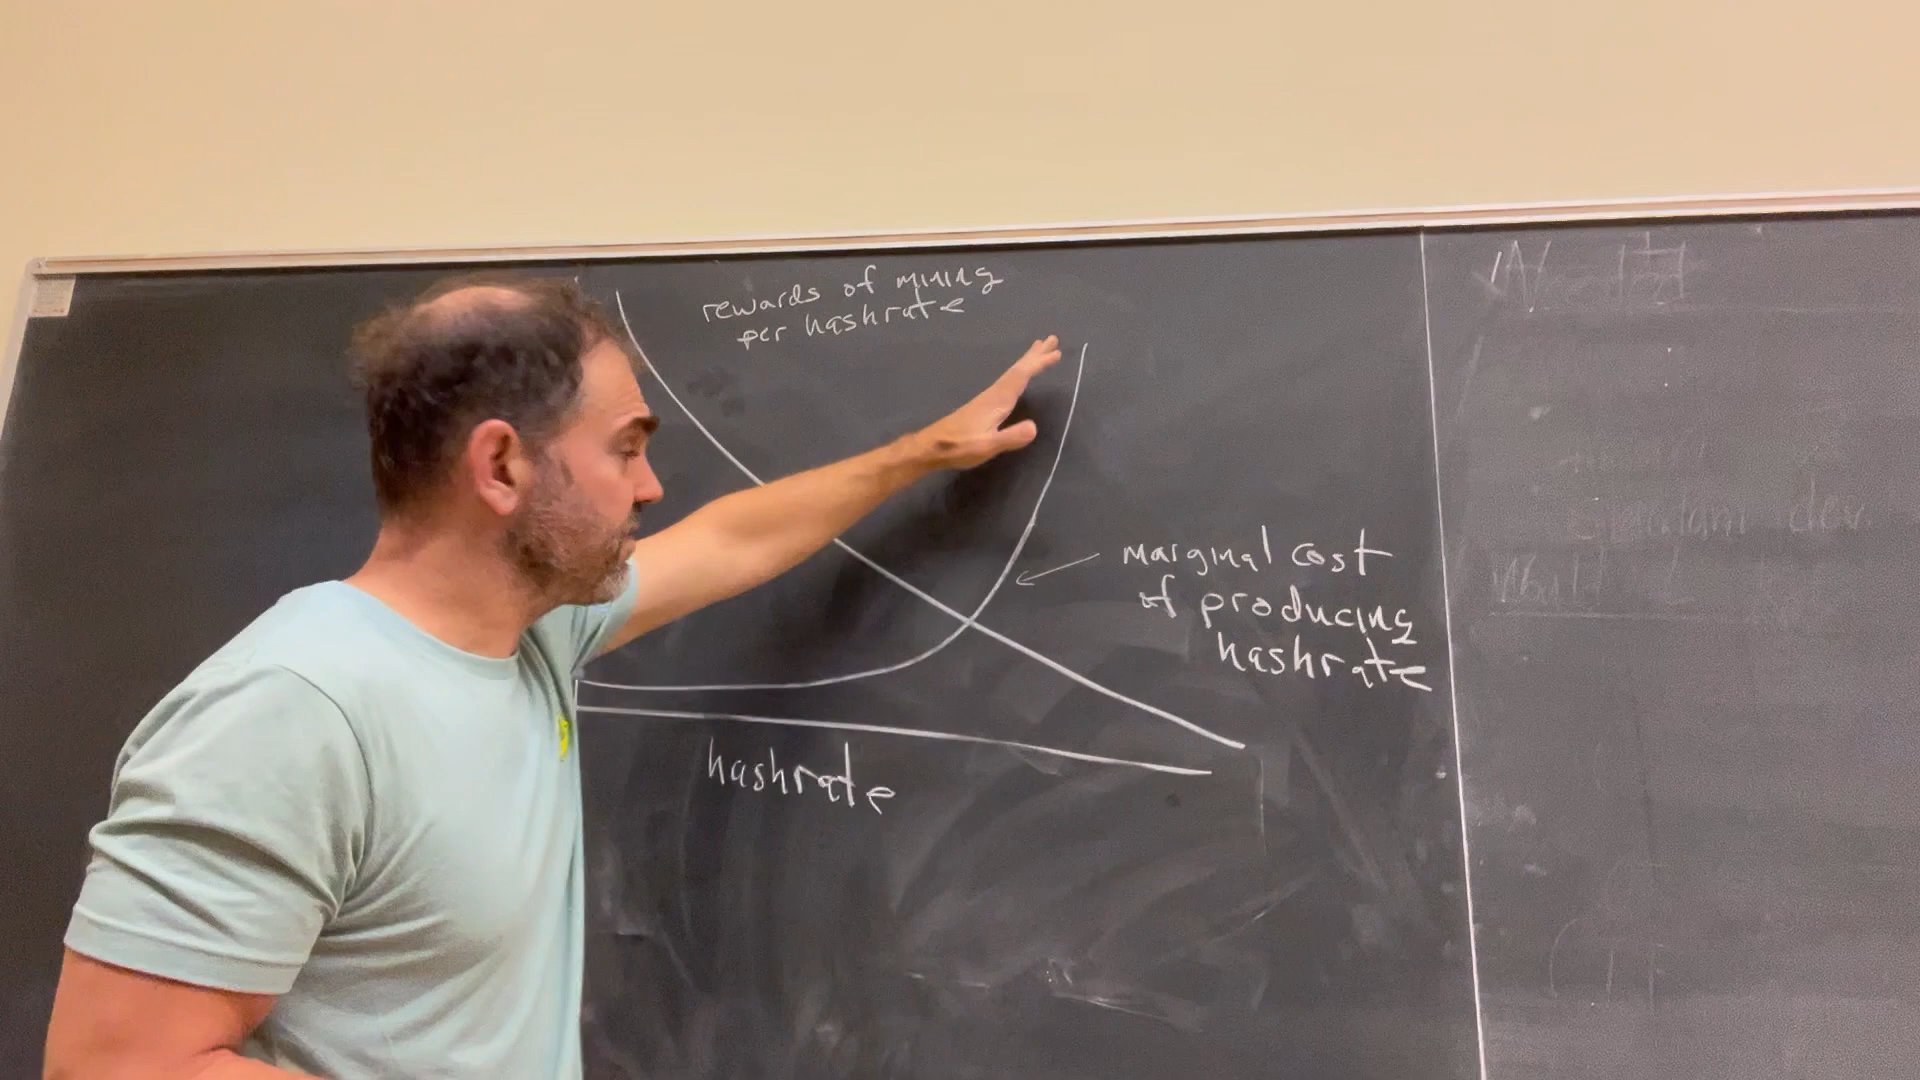 rewards of mining
per hashrate
marginal cost
of producing
hashrate
hashrate